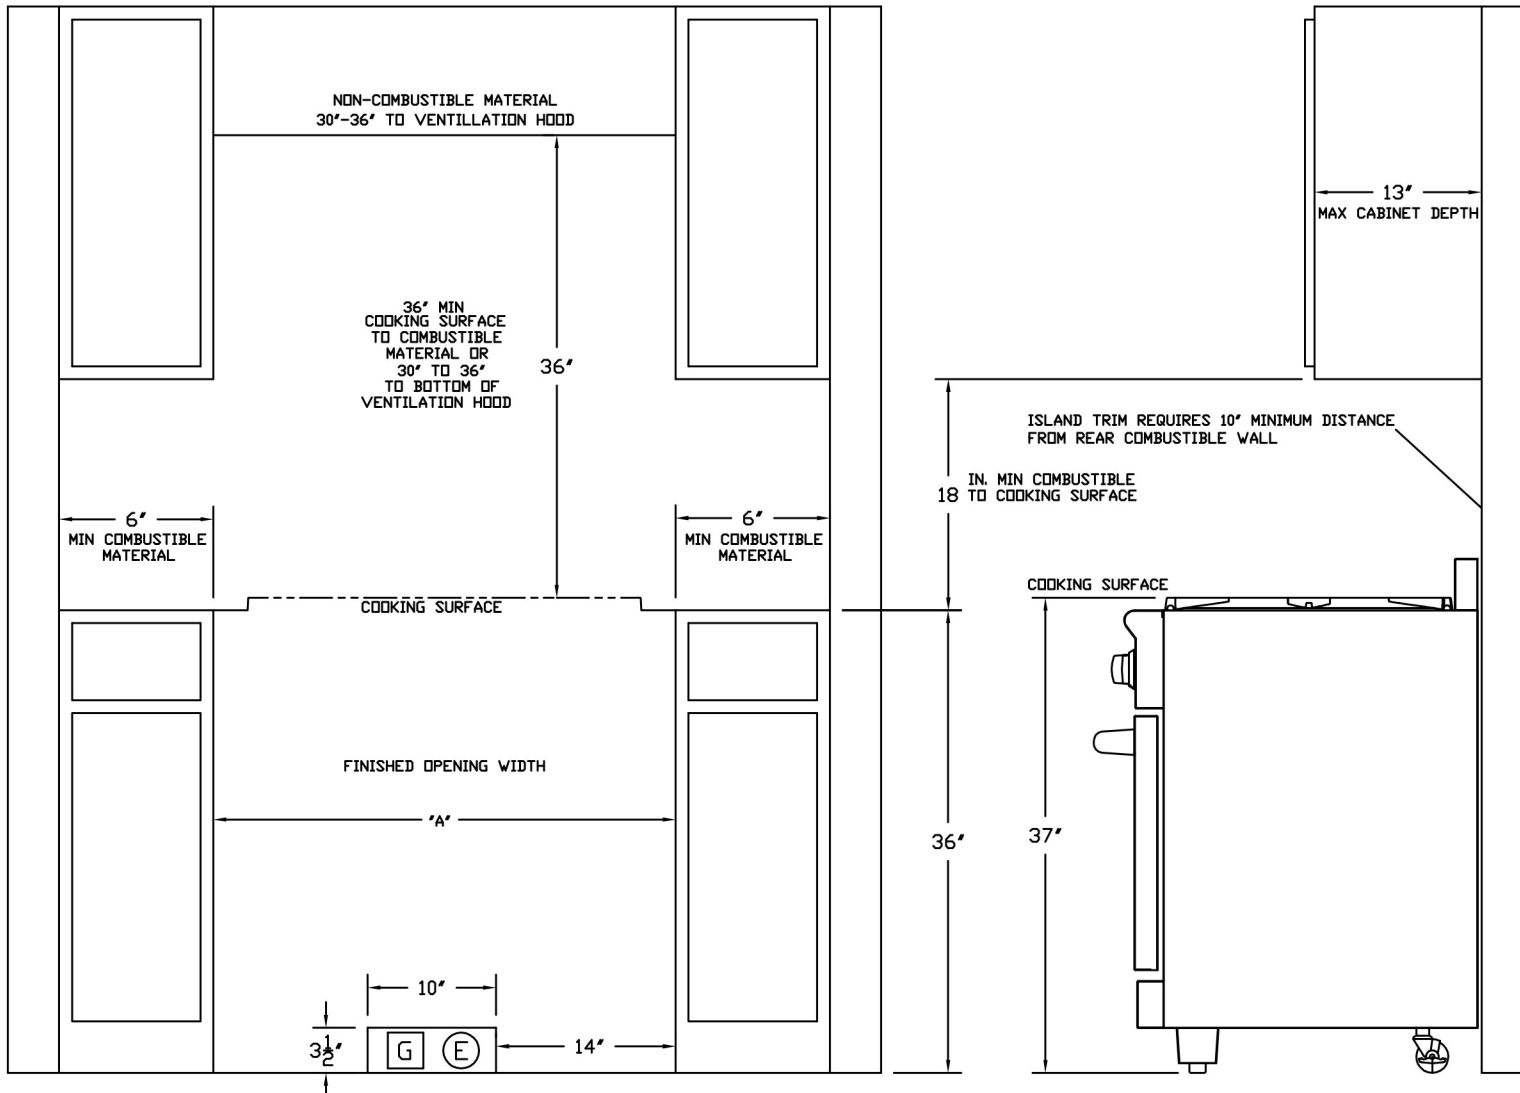 NON-COMBUSTIBLE MATERIAL
30"-36" TO VENTILLATION HOOD
13"
MAX CABINET DEPTH
36" MIN
COOKING SURFACE
TO COMBUSTIBLE
MATERIAL OR
30" TO 36"
TO BOTTOM OF
VENTILATION HOOD
36"
ISLAND TRIM REQUIRES 10" MINIMUM DISTANCE
FROM REAR COMBUSTIBLE WALL
18 IN. MIN COMBUSTIBLE
TO COOKING SURFACE
6"
MIN COMBUSTIBLE
MATERIAL
6"
MIN COMBUSTIBLE
MATERIAL
COOKING SURFACE
COOKING SURFACE
FINISHED OPENING WIDTH
"A"
36"
37"
10"
3 1/2"
G
E
14"